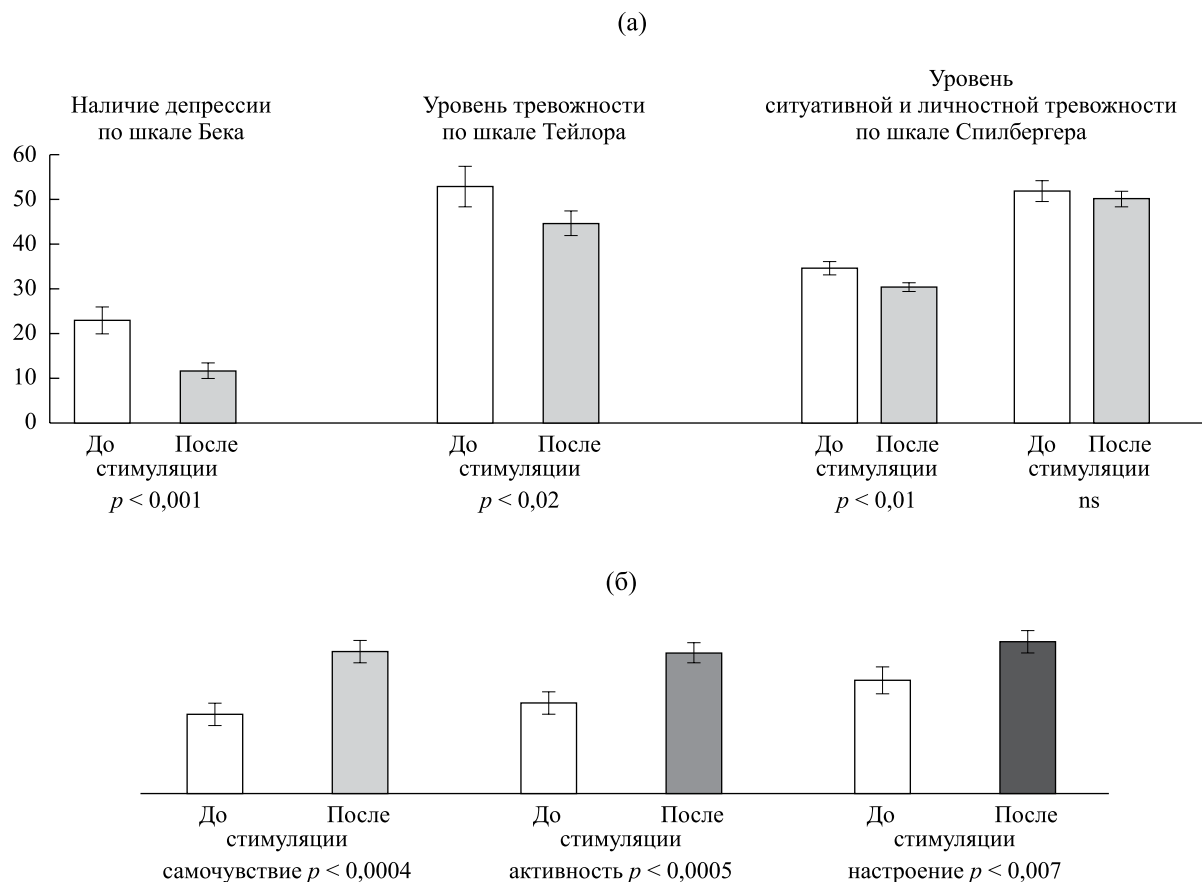 (а)
Наличие депрессии
по шкале Бека
Уровень тревожности
по шкале Тейлора
Уровень
ситуативной и личностной тревожности
по шкале Спилбергера
60
50
40
30
20
10
0
До После
стимуляции
p < 0,001
До После
стимуляции
p < 0,02
До После
стимуляции
p < 0,01
До После
стимуляции
ns
(б)
До После
стимуляции
самочувствие p < 0,0004
До После
стимуляции
активность p < 0,0005
До После
стимуляции
настроение p < 0,007